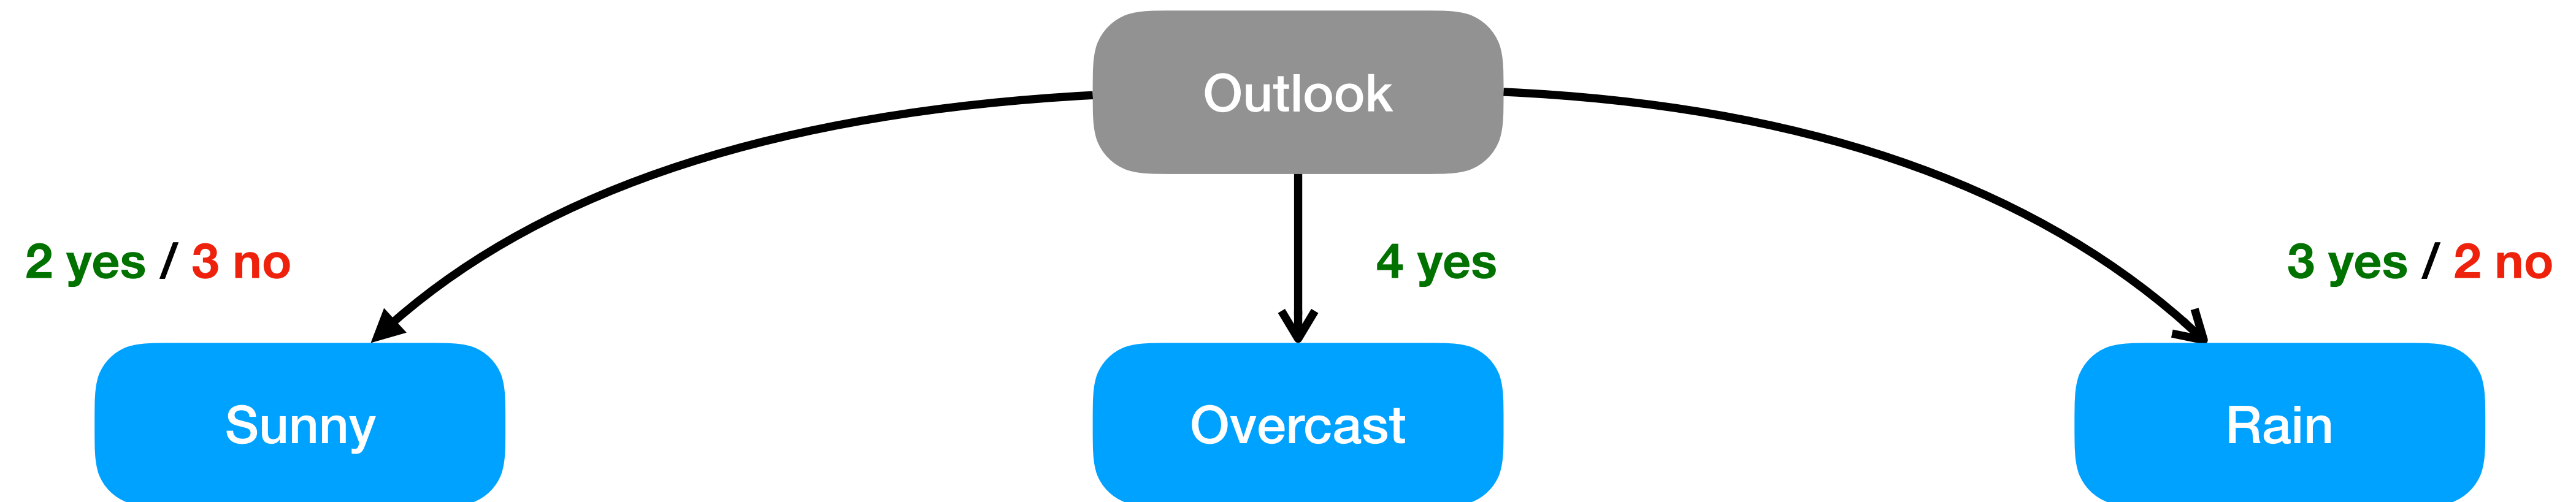 Outlook
2 yes / 3 no
4 yes
3 yes / 2 no
Sunny
Overcast
Rain